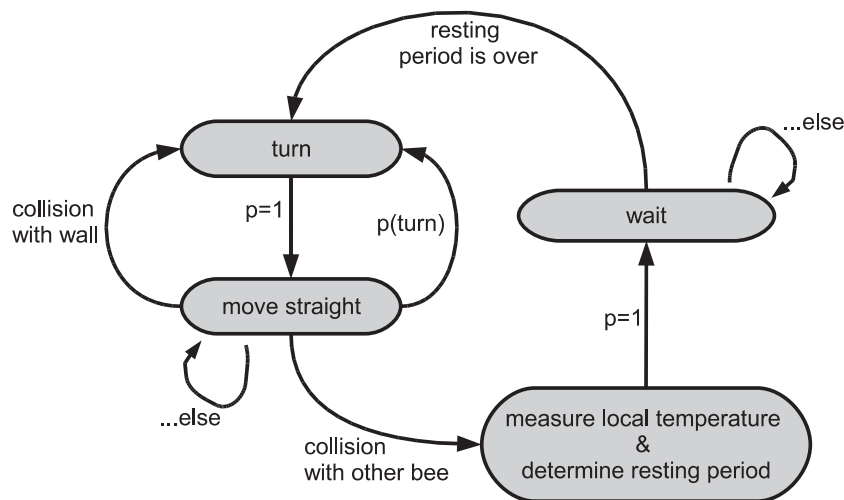 resting
period is over
turn
...else
collision
with wall
p=1
p(turn)
wait
move straight
p=1
...else
collision
with other bee
measure local temperature
&
determine resting period